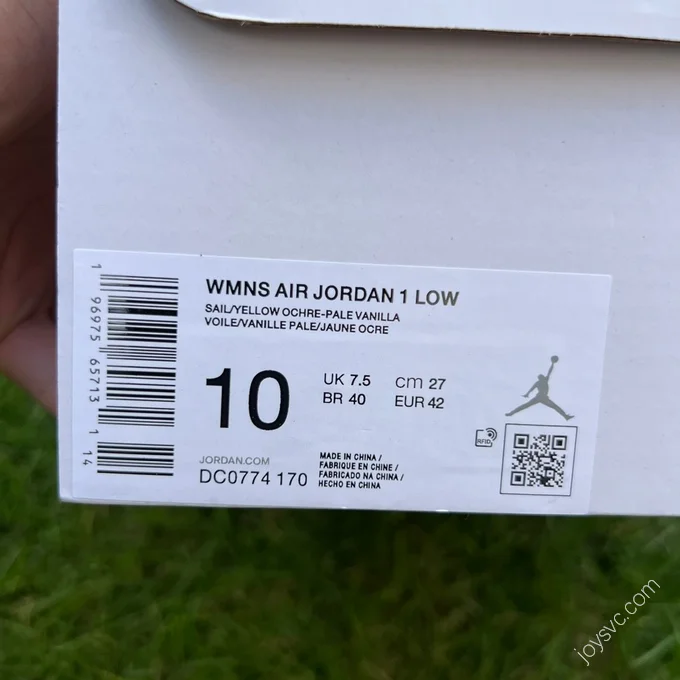 WMNS AIR JORDAN 1 LOW
SAIL/YELLOW OCHRE-PALE VANILLA
VOILE/VANILLE PALE/JAUNE OCRE
10
UK 7.5 cm 27
BR 40 EUR 42
JORDAN.COM
DC0774 170
MADE IN CHINA /
FABRIQUE EN CHINE /
FABRICADO NA CHINA /
HECHO EN CHINA
RFID
1 96975 65713 1 14
joysvc.com